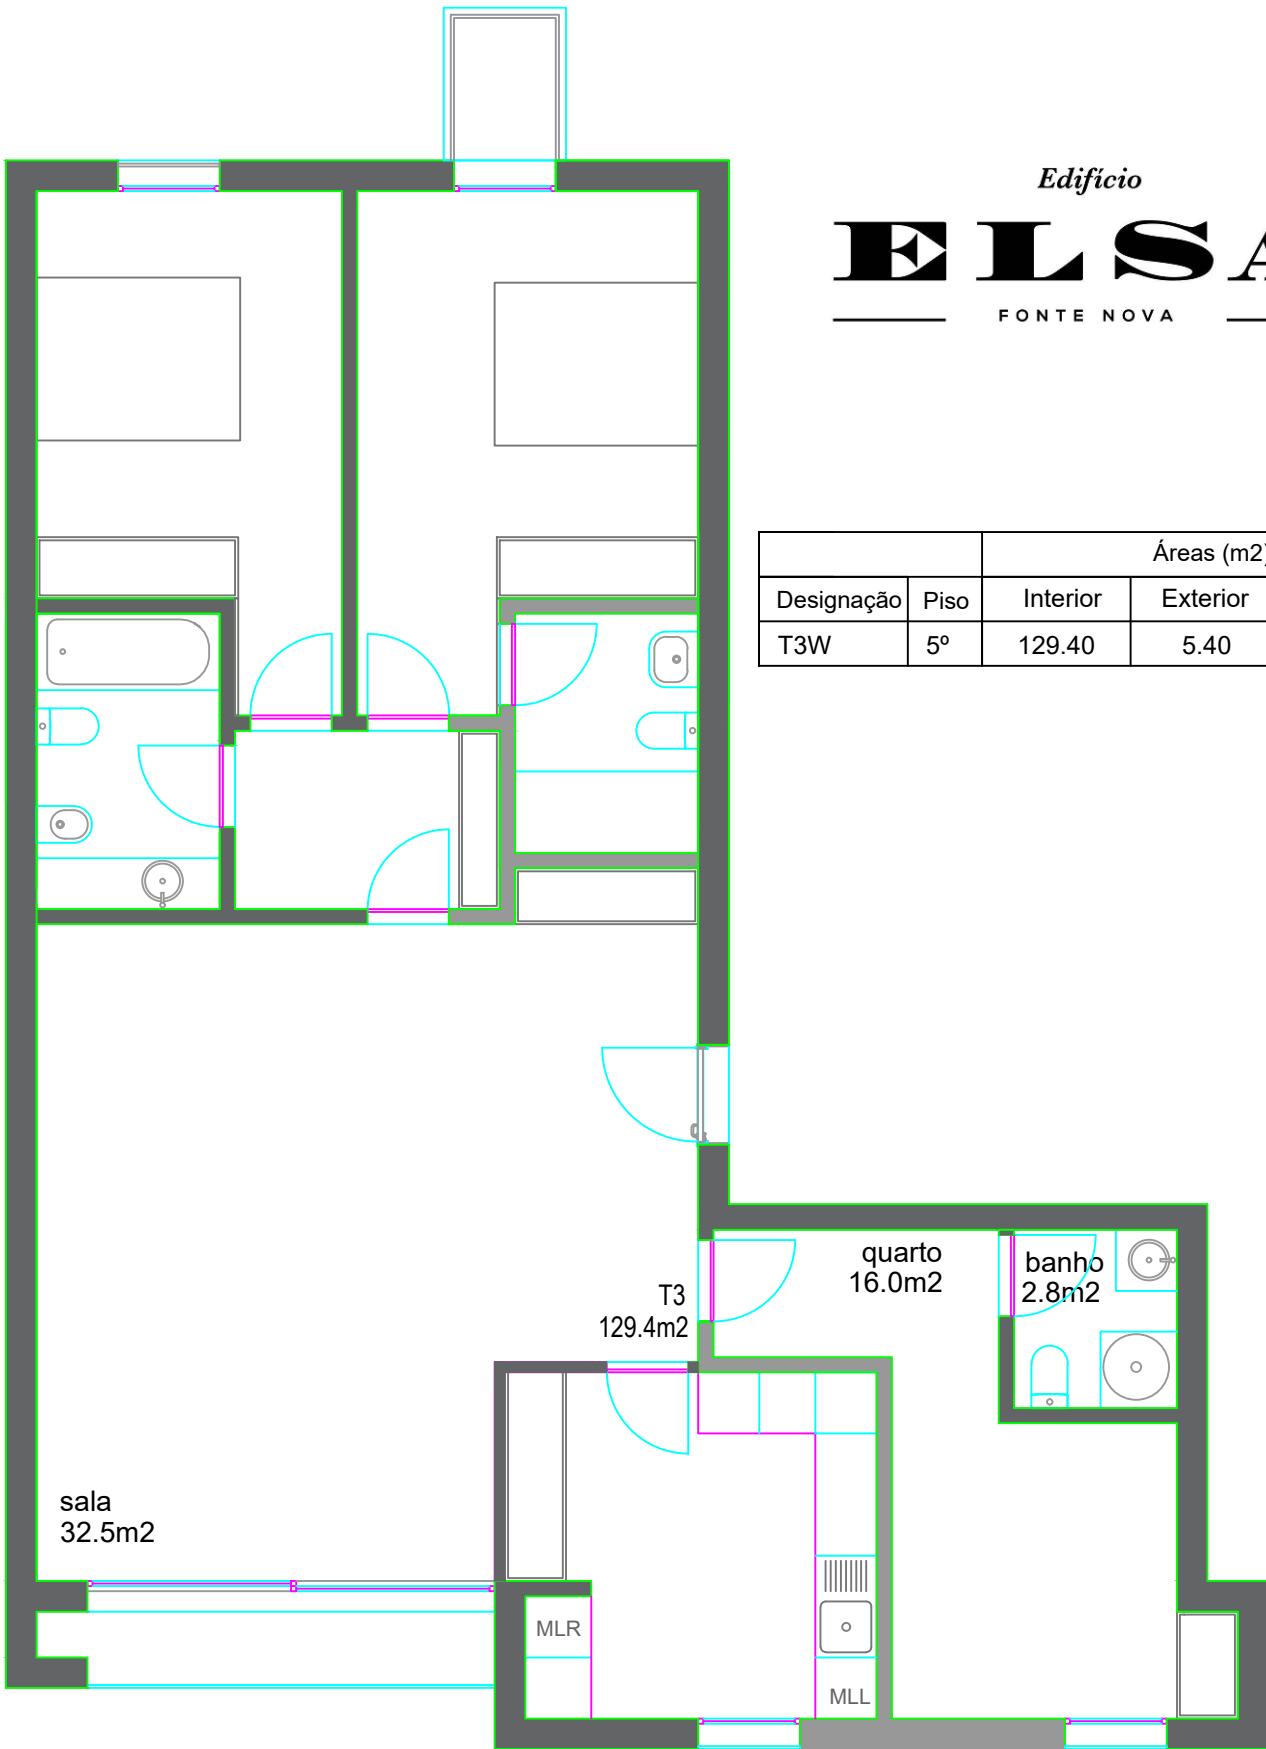 Edifício
ELSA
FONTE NOVA
Áreas (m2)
Designação Piso Interior Exterior
T3W 5º 129.40 5.40
quarto
16.0m2
banho
2.8m2
T3
129.4m2
sala
32.5m2
MLR
MLL